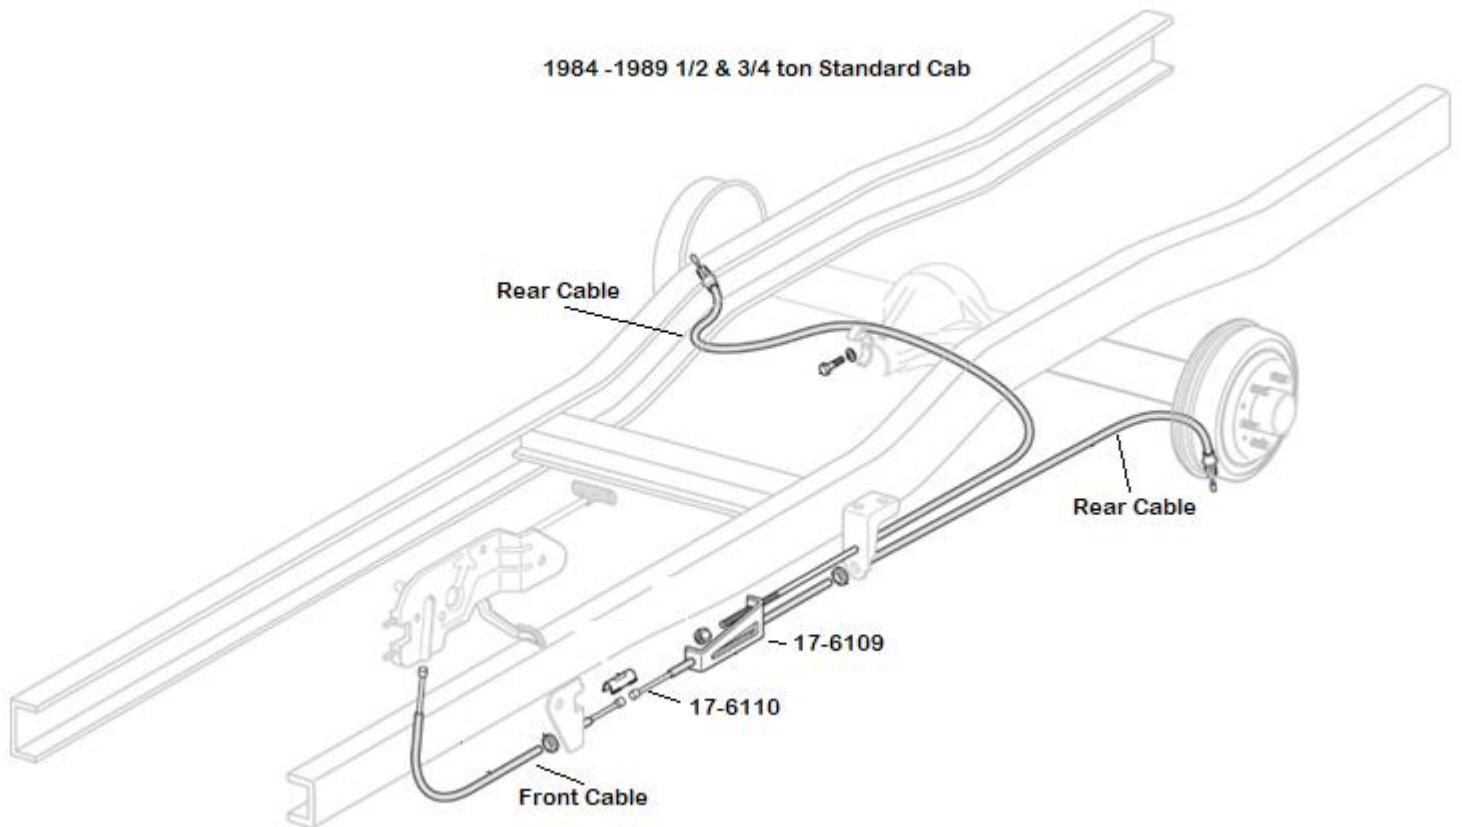 1984 -1989 1/2 & 3/4 ton Standard Cab
Rear Cable
Rear Cable
17-6109
17-6110
Front Cable